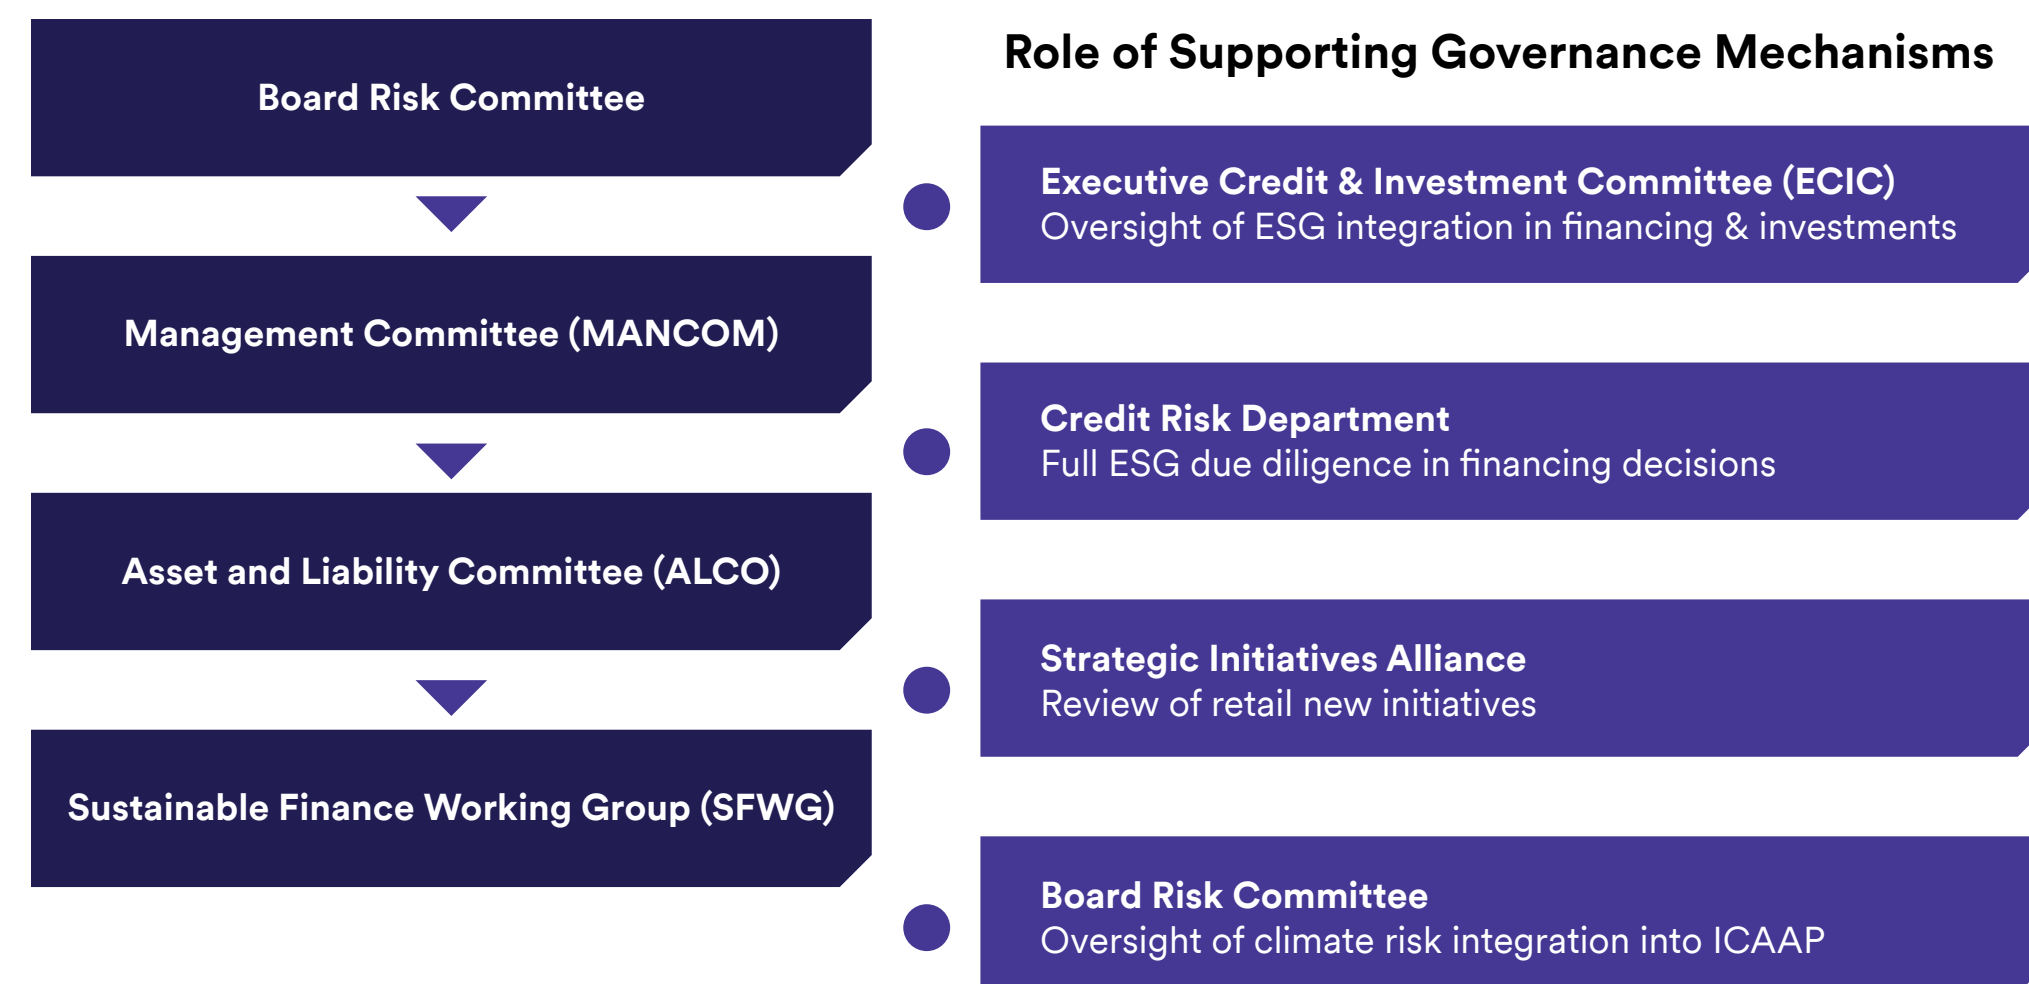 Board Risk Committee
Management Committee (MANCOM)
Asset and Liability Committee (ALCO)
Sustainable Finance Working Group (SFWG)
Role of Supporting Governance Mechanisms
Executive Credit & Investment Committee (ECIC)
Oversight of ESG integration in financing & investments
Credit Risk Department
Full ESG due diligence in financing decisions
Strategic Initiatives Alliance
Review of retail new initiatives
Board Risk Committee
Oversight of climate risk integration into ICAAP